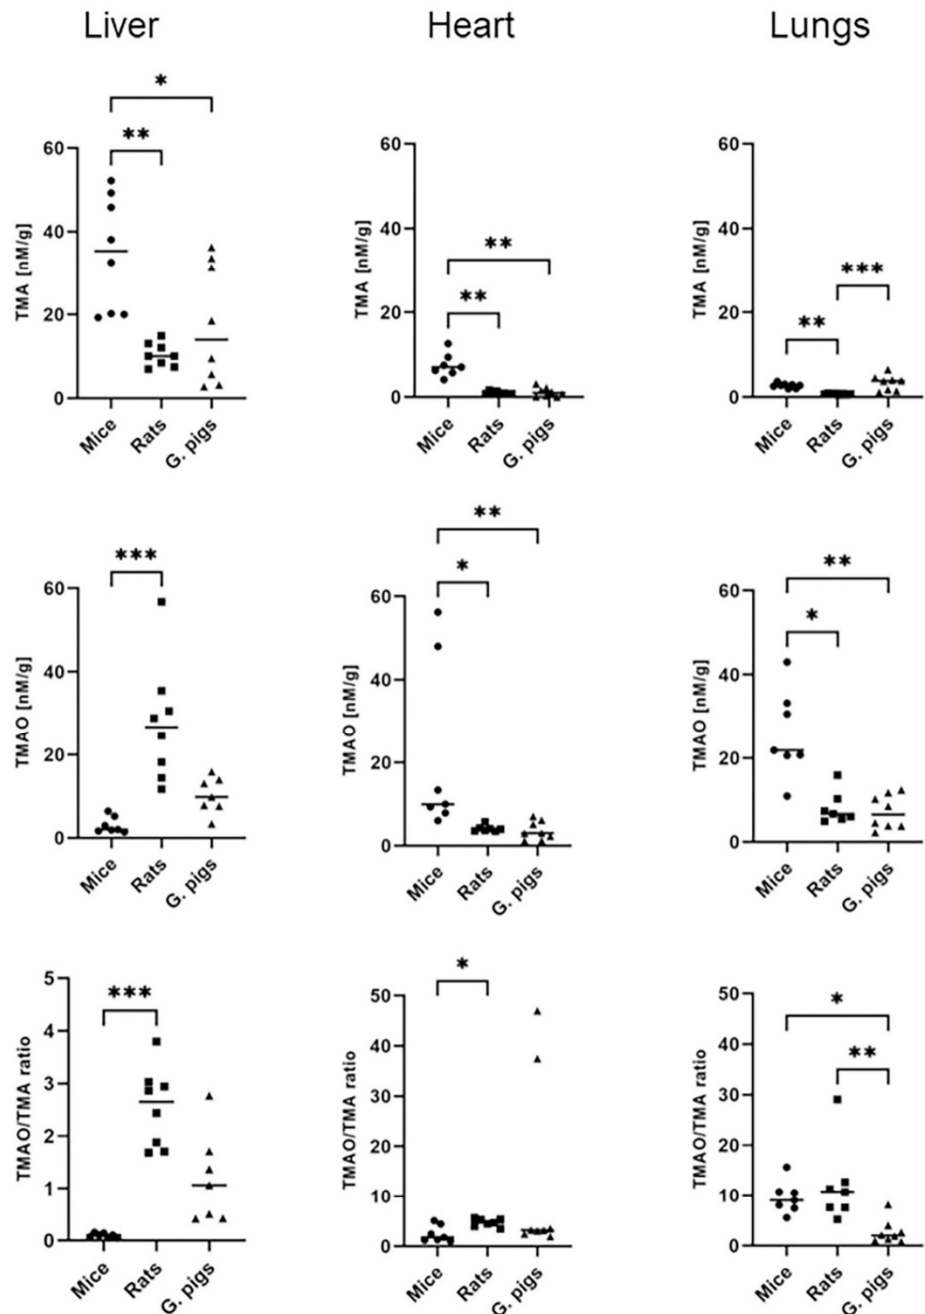 Liver
Heart
Lungs
*
**
60
40
20
0
TMA [nM/g]
Mice
Rats
G. pigs
**
**
60
40
20
0
TMA [nM/g]
Mice
Rats
G. pigs
***
**
60
40
20
0
TMA [nM/g]
Mice
Rats
G. pigs
***
60
40
20
0
TMAO [nM/g]
Mice
Rats
G. pigs
**
*
60
40
20
0
TMAO [nM/g]
Mice
Rats
G. pigs
**
*
60
40
20
0
TMAO [nM/g]
Mice
Rats
G. pigs
***
5
4
3
2
1
0
TMAO/TMA ratio
Mice
Rats
G. pigs
*
50
40
30
20
10
0
TMAO/TMA ratio
Mice
Rats
G. pigs
*
**
50
40
30
20
10
0
TMAO/TMA ratio
Mice
Rats
G. pigs